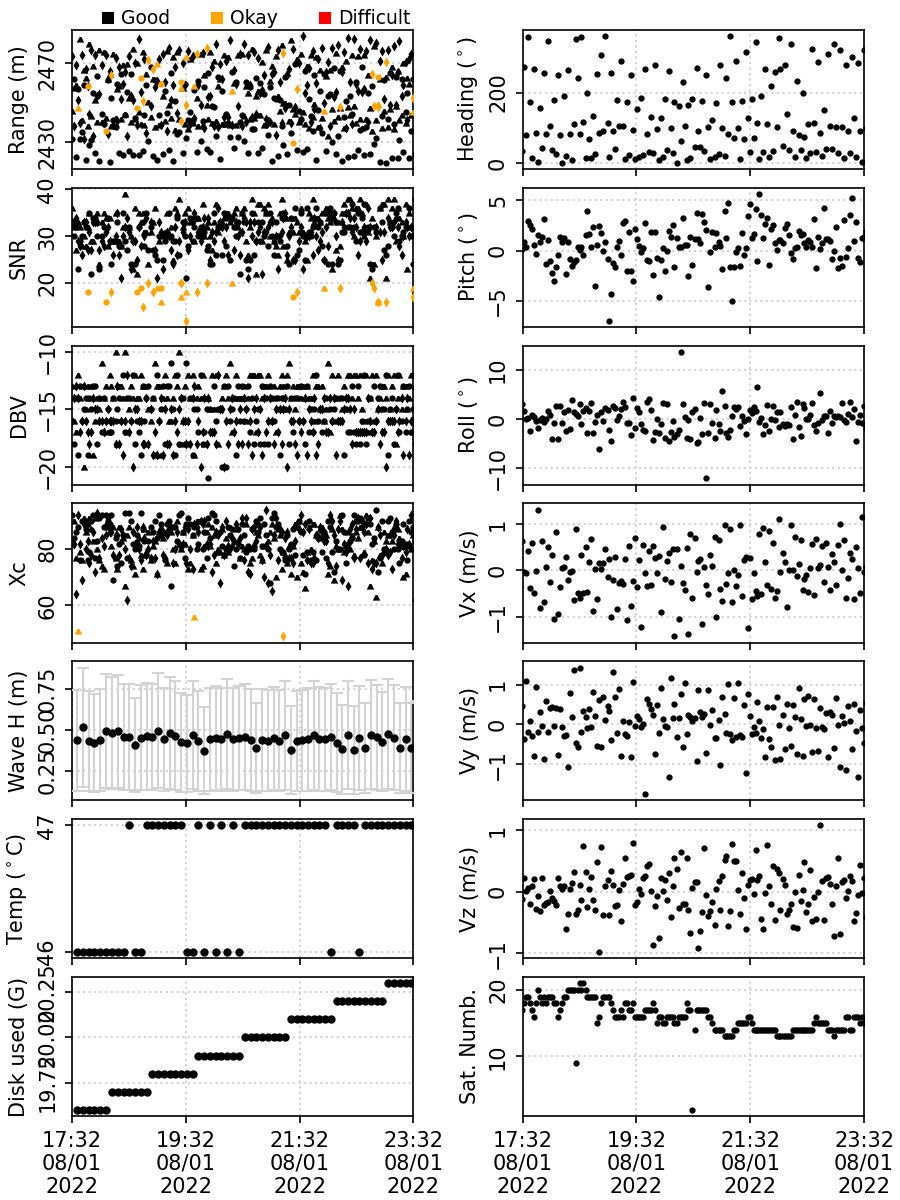 Good Okay Difficult
Range (m)
2470
2430
Heading (°)
200
0
SNR
40
30
20
Pitch (°)
5
0
−5
DBV
−10
−15
−20
Roll (°)
10
0
−10
Xc
80
60
Vx (m/s)
1
0
−1
Wave H (m)
0.75
0.50
0.25
Vy (m/s)
1
0
−1
Temp (°C)
47
46
Vz (m/s)
1
0
−1
Disk used (G)
20.25
20.00
19.75
Sat. Numb.
20
10
17:32 19:32 21:32 23:32 17:32 19:32 21:32 23:32
08/01 08/01 08/01 08/01 08/01 08/01 08/01 08/01
2022 2022 2022 2022 2022 2022 2022 2022